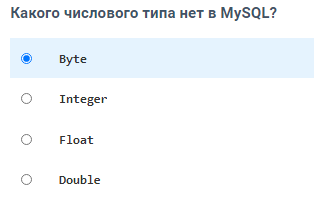 Какого числового типа нет в MySQL?
Byte
Integer
Float
Double